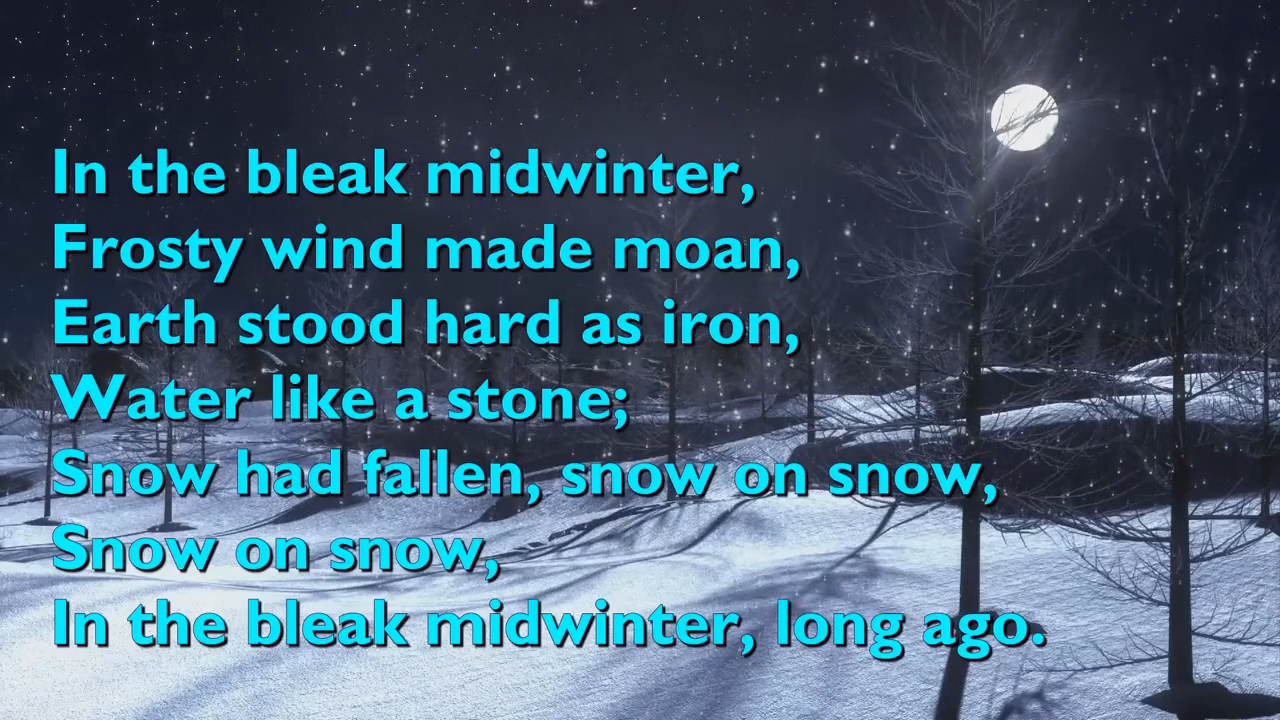 In the bleak midwinter,
Frosty wind made moan,
Earth stood hard as iron,
Water like a stone;
Snow had fallen, snow on snow,
Snow on snow,
In the bleak midwinter, long ago.